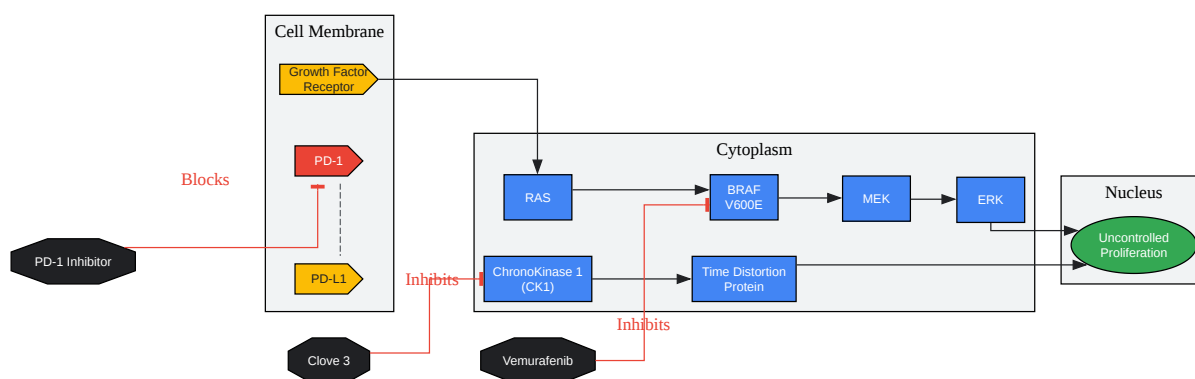 Cell Membrane
Growth Factor
Receptor
PD-1
Blocks
PD-1 Inhibitor
PD-L1
Cytoplasm
RAS
BRAF
V600E
MEK
ERK
Nucleus
Uncontrolled
Proliferation
Inhibits
ChronoKinase 1
(CK1)
Time Distortion
Protein
Inhibits
Clove 3
Vemurafenib